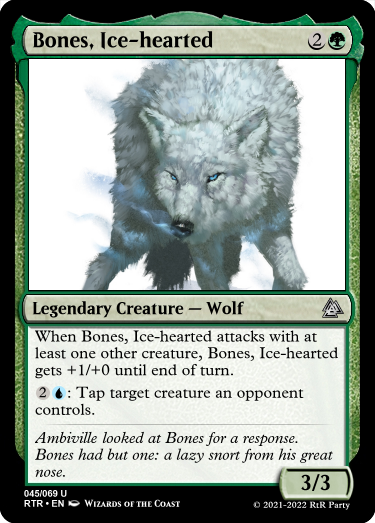 Bones, Ice-hearted 2
Legendary Creature — Wolf
When Bones, Ice-hearted attacks with at
least one other creature, Bones, Ice-hearted
gets +1/+0 until end of turn.
2 : Tap target creature an opponent
controls.
Ambiville looked at Bones for a response.
Bones had but one: a lazy snort from his great
nose.
3/3
045/069 U
RTR • EN Wizards of the Coast
© 2021-2022 RtR Party